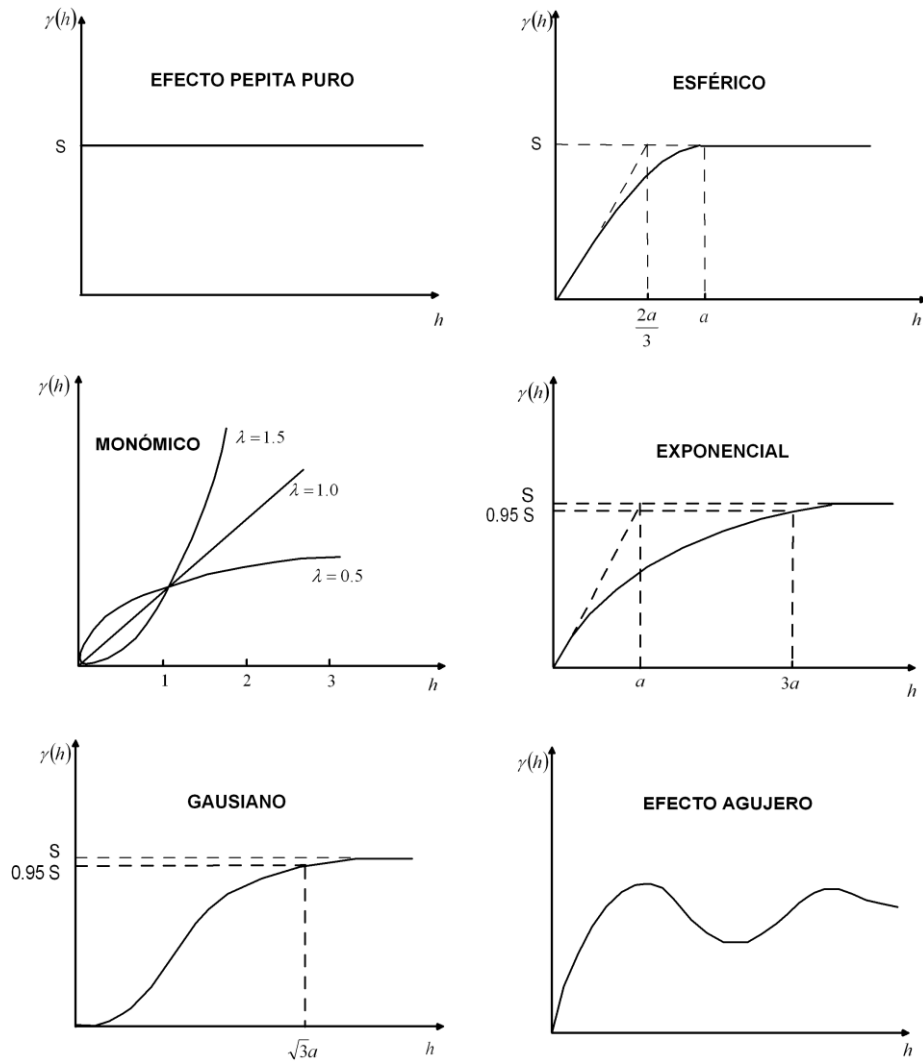 γ(h)
EFECTO PEPITA PURO
S
h
γ(h)
ESFÉRICO
S
2a/3
a
h
γ(h)
MONÓMICO
λ = 1.5
λ = 1.0
λ = 0.5
1 2 3
h
γ(h)
EXPONENCIAL
S
0.95 S
a
3a
h
γ(h)
GAUSIANO
S
0.95 S
√3a
h
γ(h)
EFECTO AGUJERO
h